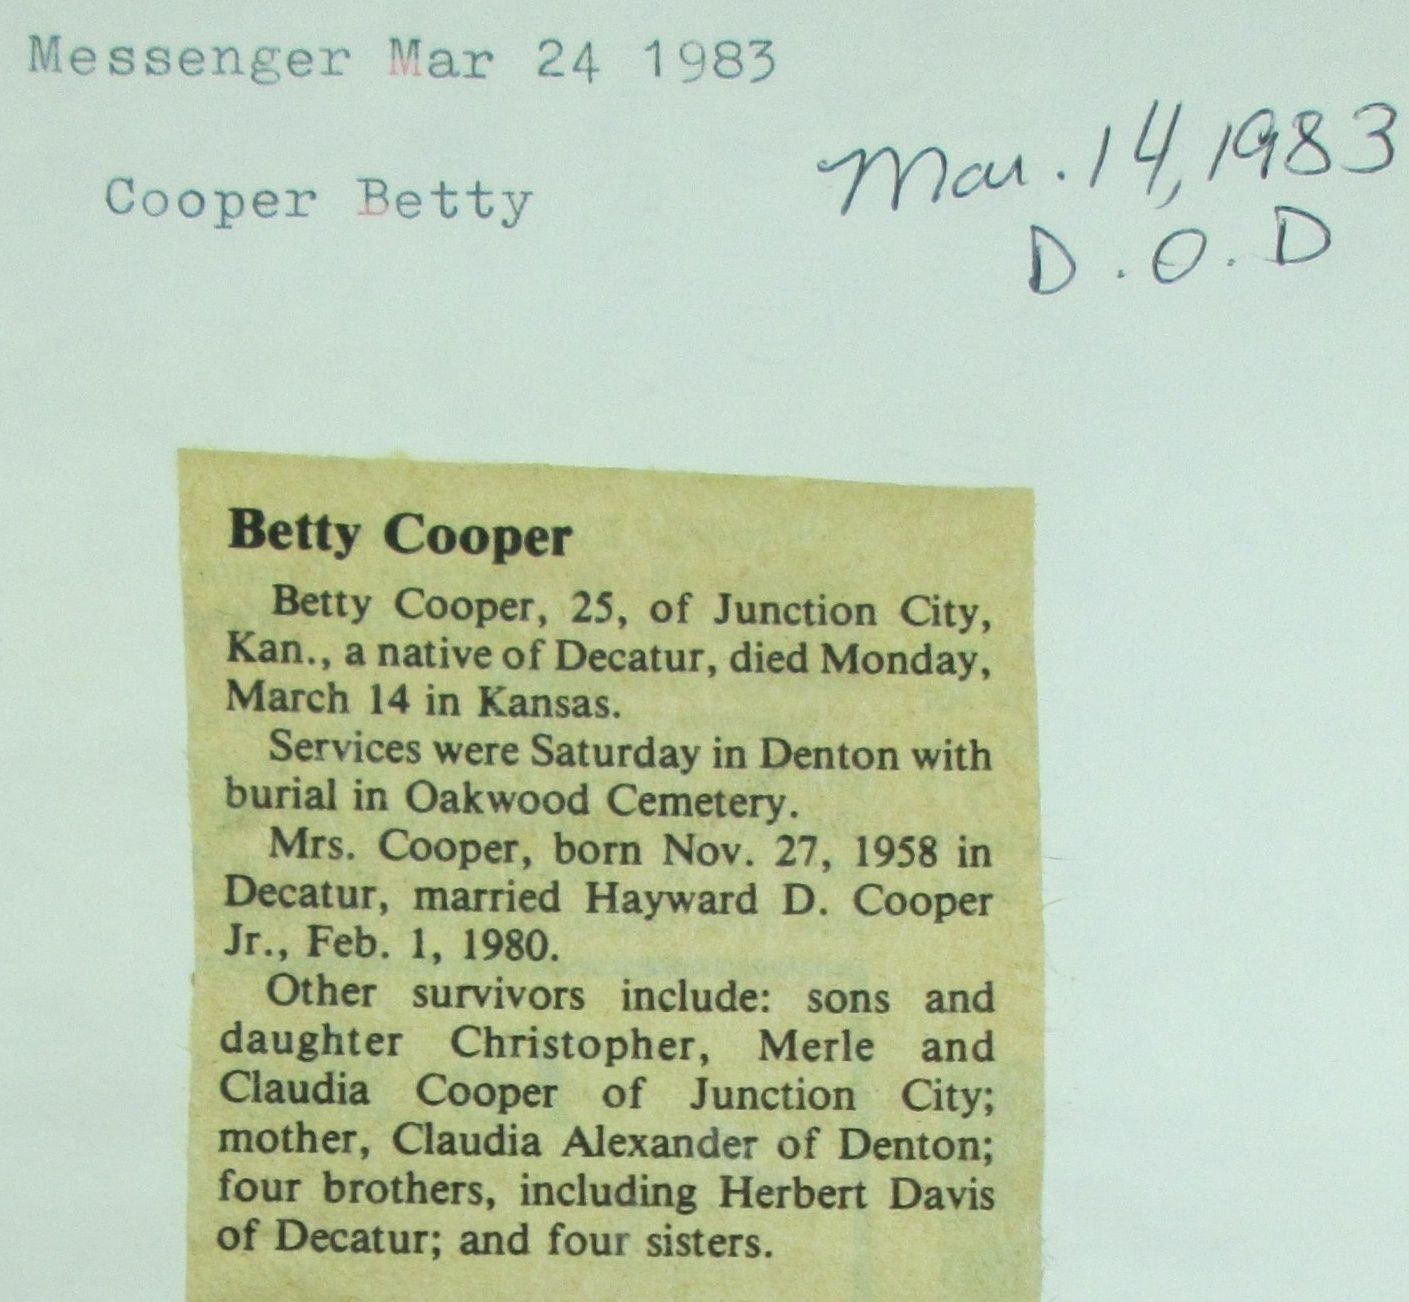 Messenger Mar 24 1983
Mar. 14, 1983
Cooper Betty
D.O.D
Betty Cooper
Betty Cooper, 25, of Junction City,
Kan., a native of Decatur, died Monday,
March 14 in Kansas.
Services were Saturday in Denton with
burial in Oakwood Cemetery.
Mrs. Cooper, born Nov. 27, 1958 in
Decatur, married Hayward D. Cooper
Jr., Feb. 1, 1980.
Other survivors include: sons and
daughter Christopher, Merle and
Claudia Cooper of Junction City;
mother, Claudia Alexander of Denton;
four brothers, including Herbert Davis
of Decatur; and four sisters.